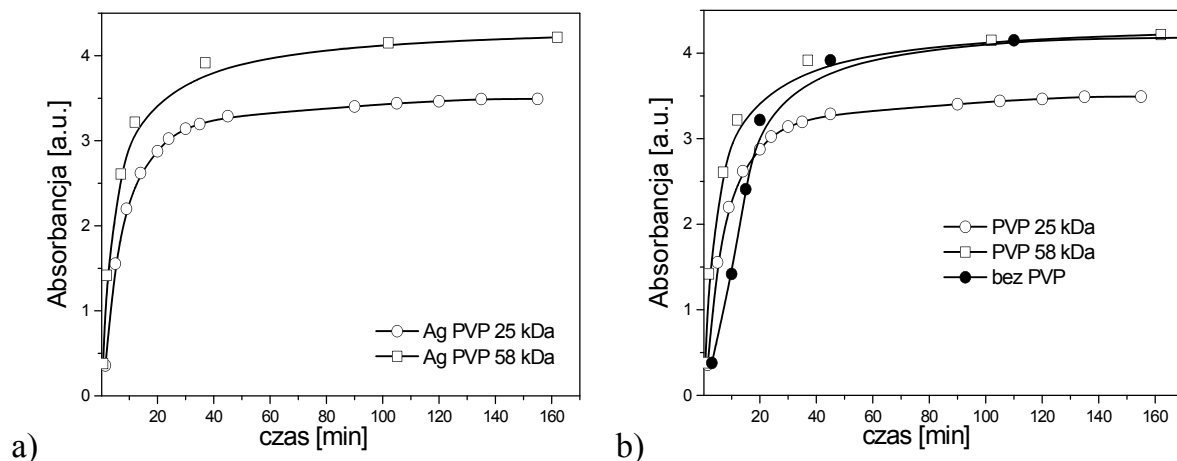 Absorbancja [a.u.]
4
3
2
1
0
Ag PVP 25 kDa
Ag PVP 58 kDa
20 40 60 80 100 120 140 160
czas [min]
a)
Absorbancja [a.u.]
4
3
2
1
0
PVP 25 kDa
PVP 58 kDa
bez PVP
20 40 60 80 100 120 140 160
czas [min]
b)